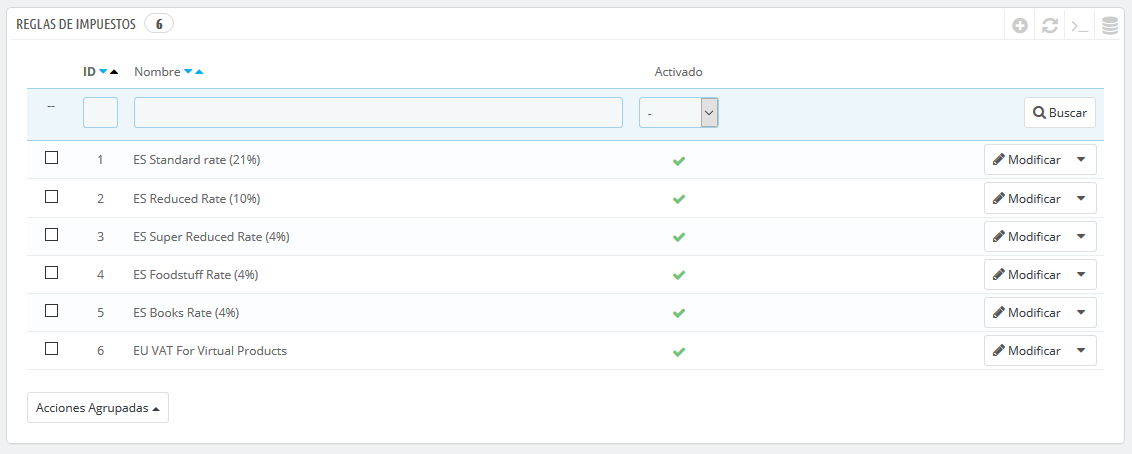 REGLAS DE IMPUESTOS 6
ID Nombre Activado
-- - Buscar
1 ES Standard rate (21%) Modificar
2 ES Reduced Rate (10%) Modificar
3 ES Super Reduced Rate (4%) Modificar
4 ES Foodstuff Rate (4%) Modificar
5 ES Books Rate (4%) Modificar
6 EU VAT For Virtual Products Modificar
Acciones Agrupadas